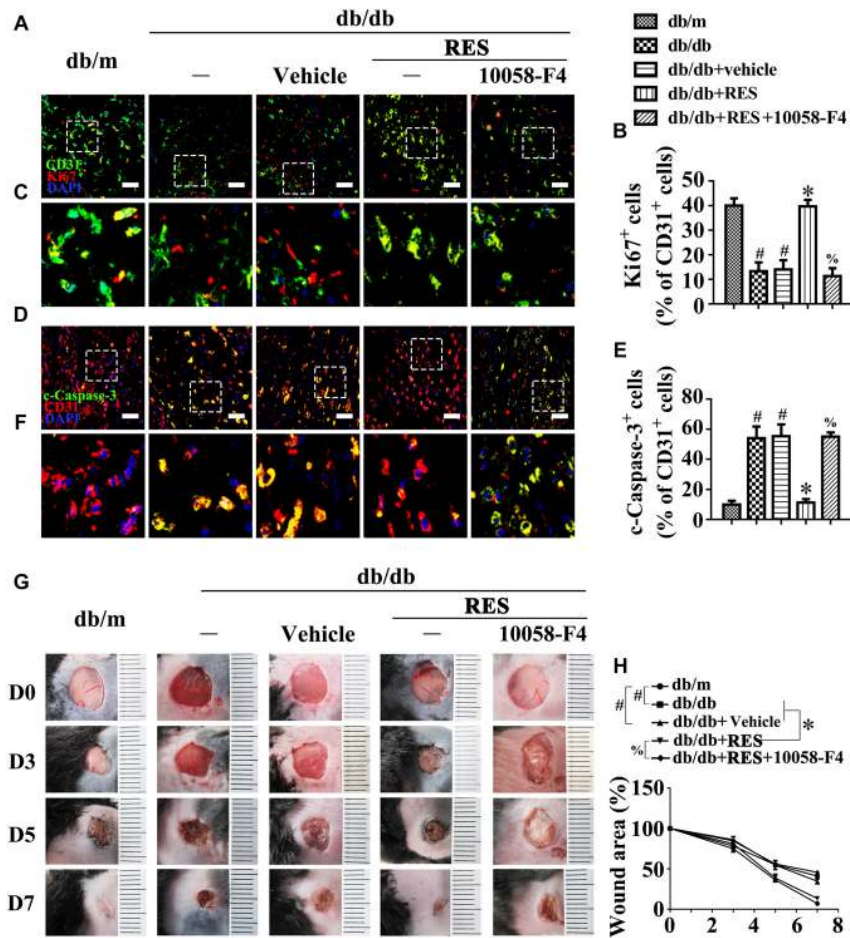 A
db/db
RES
db/m
—
Vehicle
—
10058-F4
CD31
Ki67
DAPI
C
D
c-Caspase-3
CD31
DAPI
F
db/m
db/db
db/db+vehicle
db/db+RES
db/db+RES+10058-F4
B
Ki67+ cells
(% of CD31+ cells)
50
40
30
20
10
0
# # * %
E
c-Caspase-3+ cells
(% of CD31+ cells)
80
60
40
20
0
# # * %
G
db/db
RES
db/m
—
Vehicle
—
10058-F4
D0
D3
D5
D7
H
db/m
db/db
db/db+Vehicle
db/db+RES
db/db+RES+10058-F4
# # * %
Wound area (%)
150
100
50
0
0 2 4 6 8